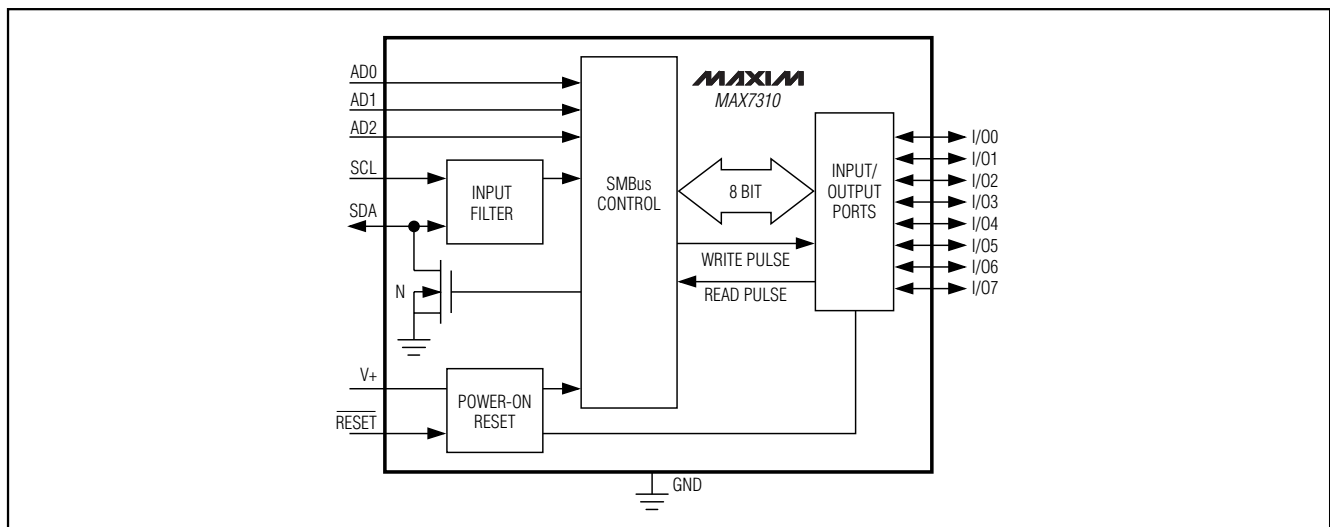 AD0
AD1
AD2
SCL
SDA
N
V+
RESET
INPUT
FILTER
POWER-ON
RESET
SMBus
CONTROL
MAXIM
MAX7310
8 BIT
WRITE PULSE
READ PULSE
INPUT/
OUTPUT
PORTS
I/O0
I/O1
I/O2
I/O3
I/O4
I/O5
I/O6
I/O7
GND